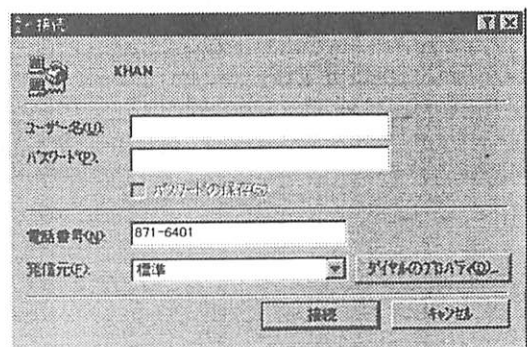 接続
KHAN
ユーザー名(U):
パスワード(P):
パスワードの保存(S)
電話番号(N): 871-6401
発信元(F): 標準 ダイヤルのプロパティ(D)...
接続 キャンセル